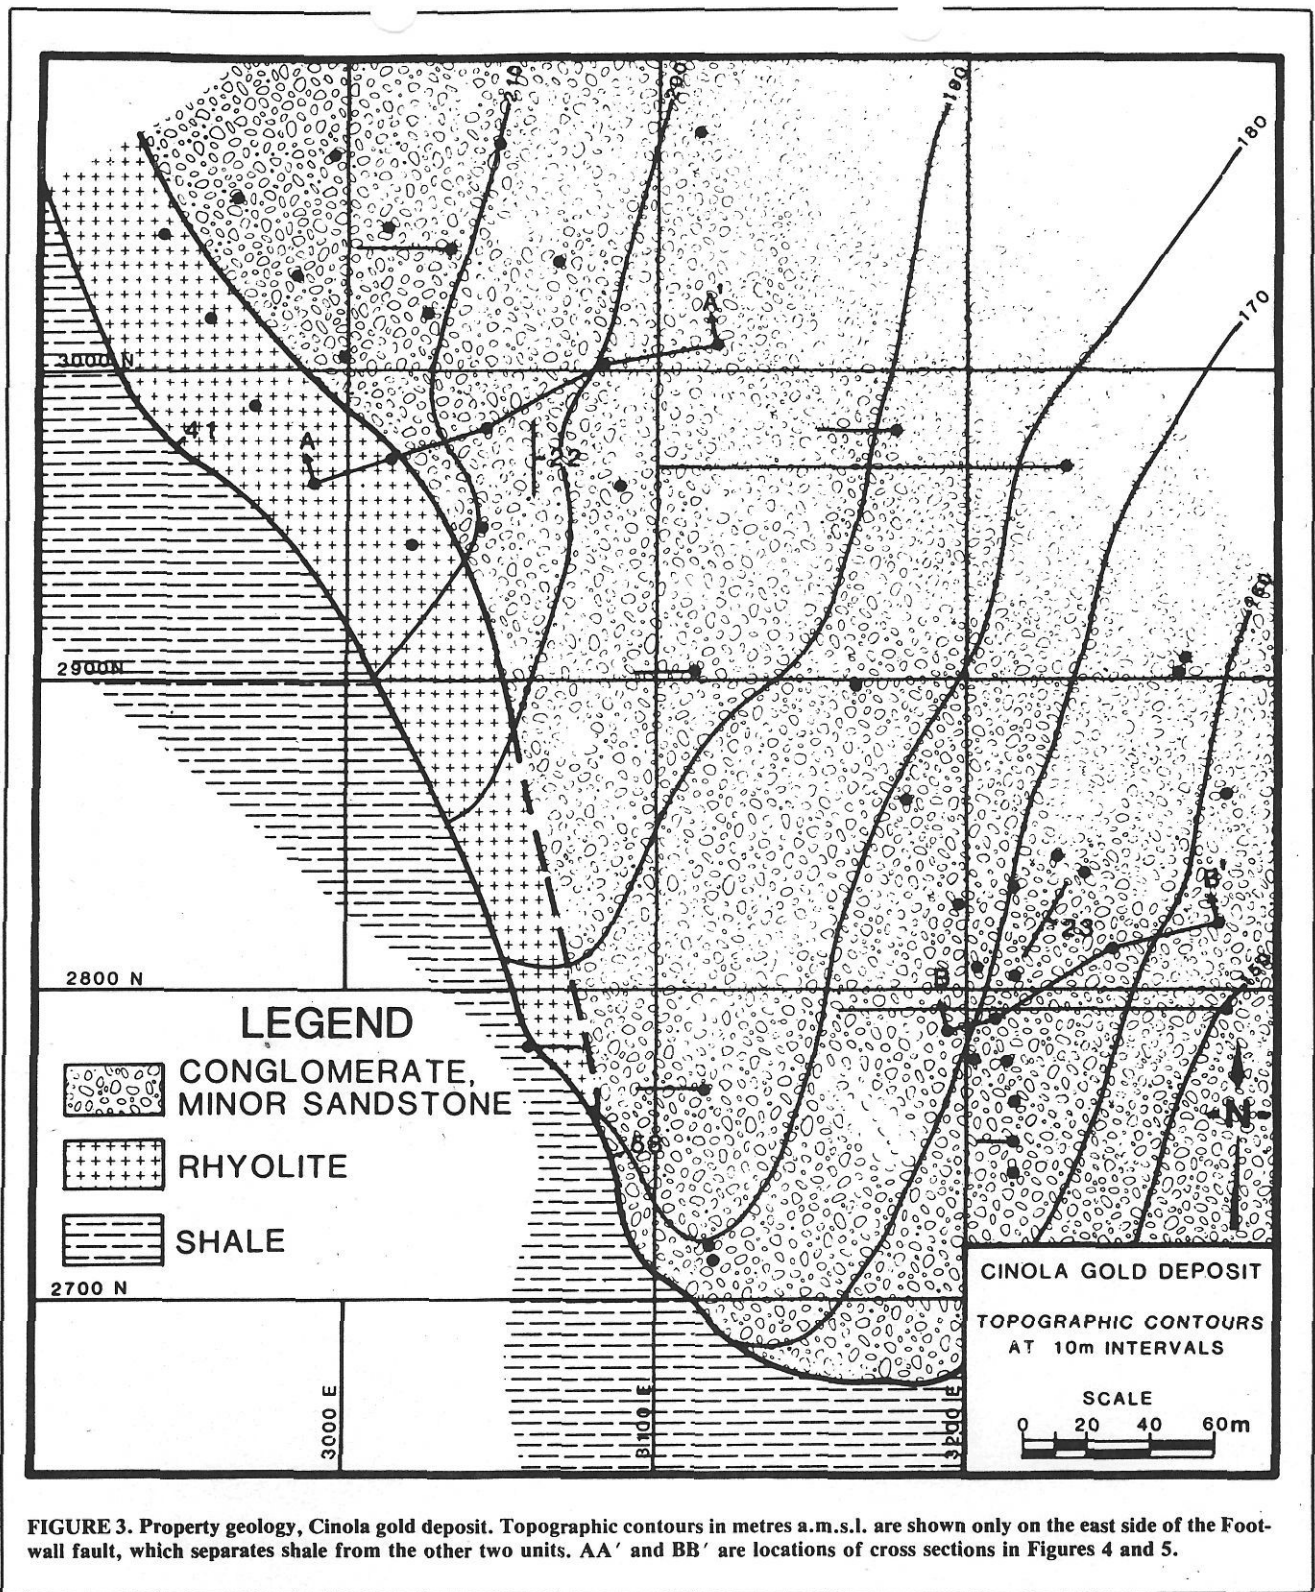 210
200
190
180
170
A'
3000 N
41
A
22
160
2900N
B'
23
2800 N
B
150
LEGEND
CONGLOMERATE,
MINOR SANDSTONE
RHYOLITE
SHALE
N
2700 N
3000 E
3100 E
3200 E
CINOLA GOLD DEPOSIT
TOPOGRAPHIC CONTOURS
AT 10m INTERVALS
SCALE
0 20 40 60m
FIGURE 3. Property geology, Cinola gold deposit. Topographic contours in metres a.m.s.l. are shown only on the east side of the Foot-
wall fault, which separates shale from the other two units. AA′ and BB′ are locations of cross sections in Figures 4 and 5.